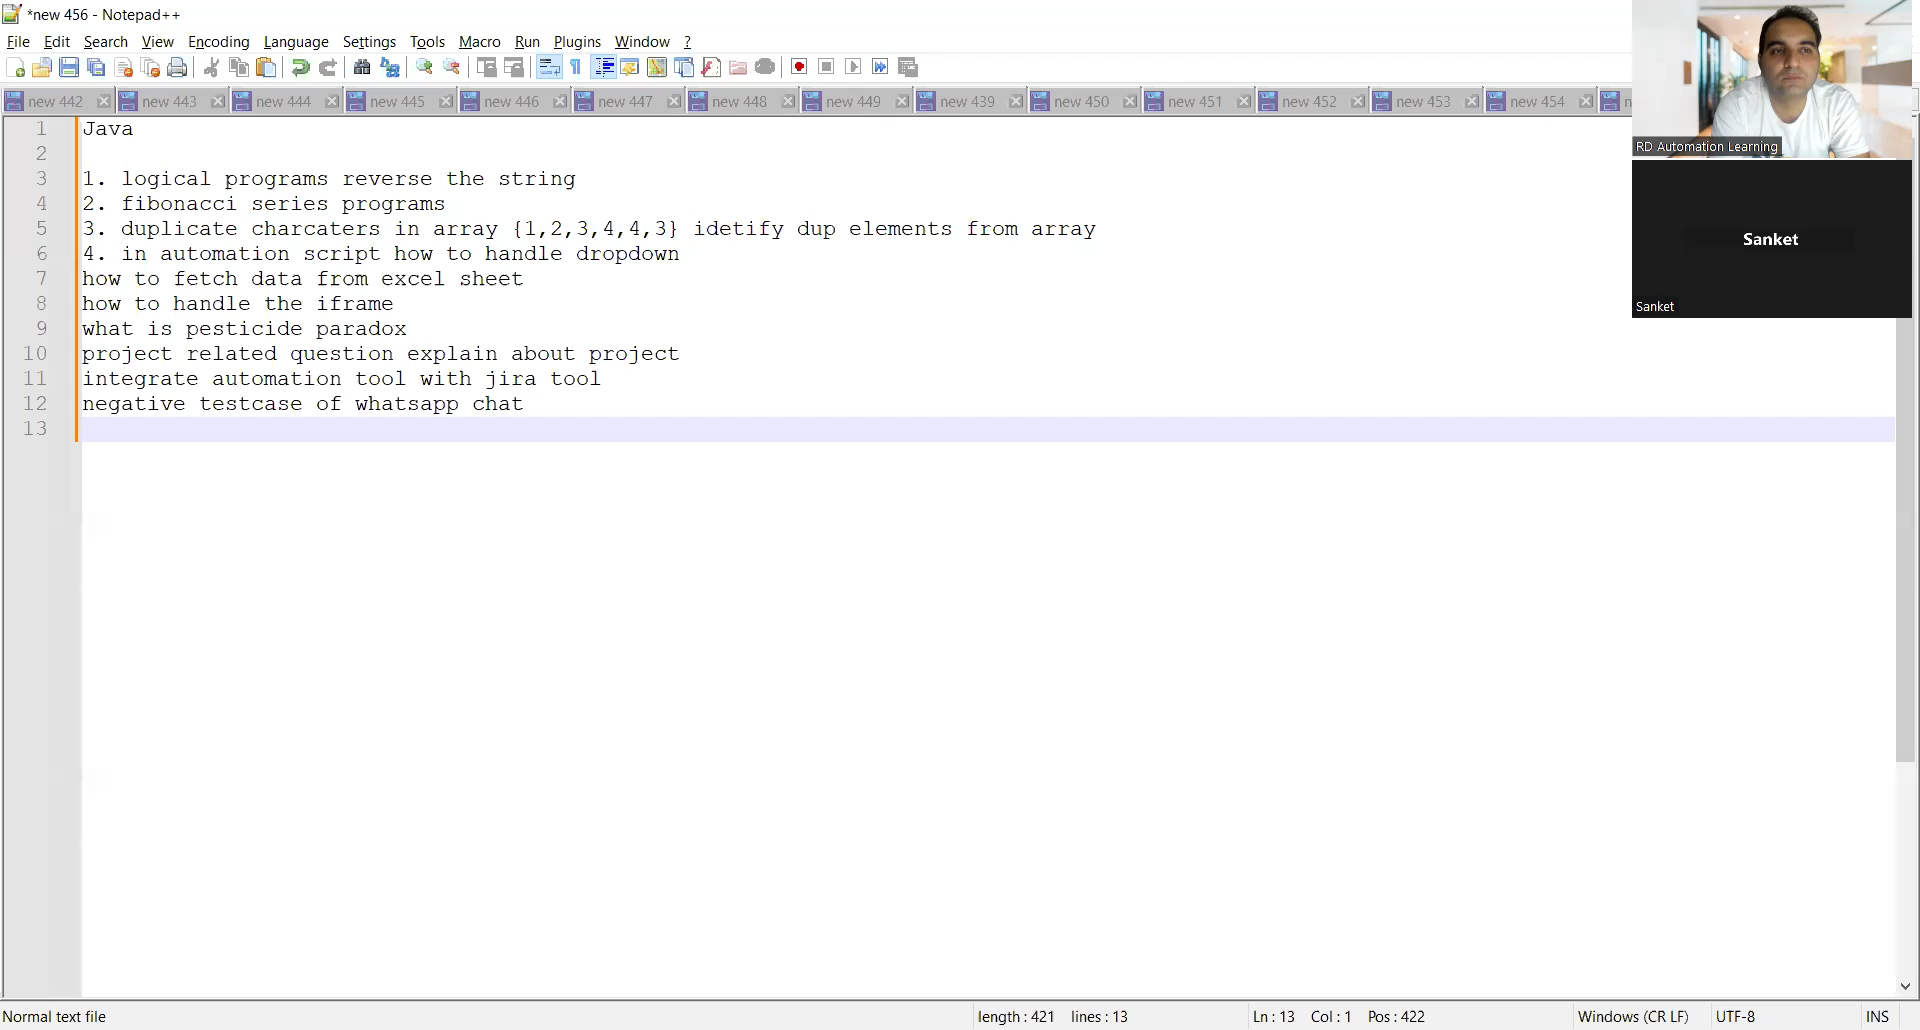 *new 456 - Notepad++
File Edit Search View Encoding Language Settings Tools Macro Run Plugins Window ?
new 442 new 443 new 444 new 445 new 446 new 447 new 448 new 449 new 439 new 450 new 451 new 452 new 453 new 454
1 Java
2
3 1. logical programs reverse the string
4 2. fibonacci series programs
5 3. duplicate charcaters in array {1,2,3,4,4,3} idetify dup elements from array
6 4. in automation script how to handle dropdown
7 how to fetch data from excel sheet
8 how to handle the iframe
9 what is pesticide paradox
10 project related question explain about project
11 integrate automation tool with jira tool
12 negative testcase of whatsapp chat
13
RD Automation Learning
Sanket
Sanket
Normal text file length : 421 lines : 13 Ln : 13 Col : 1 Pos : 422 Windows (CR LF) UTF-8 INS